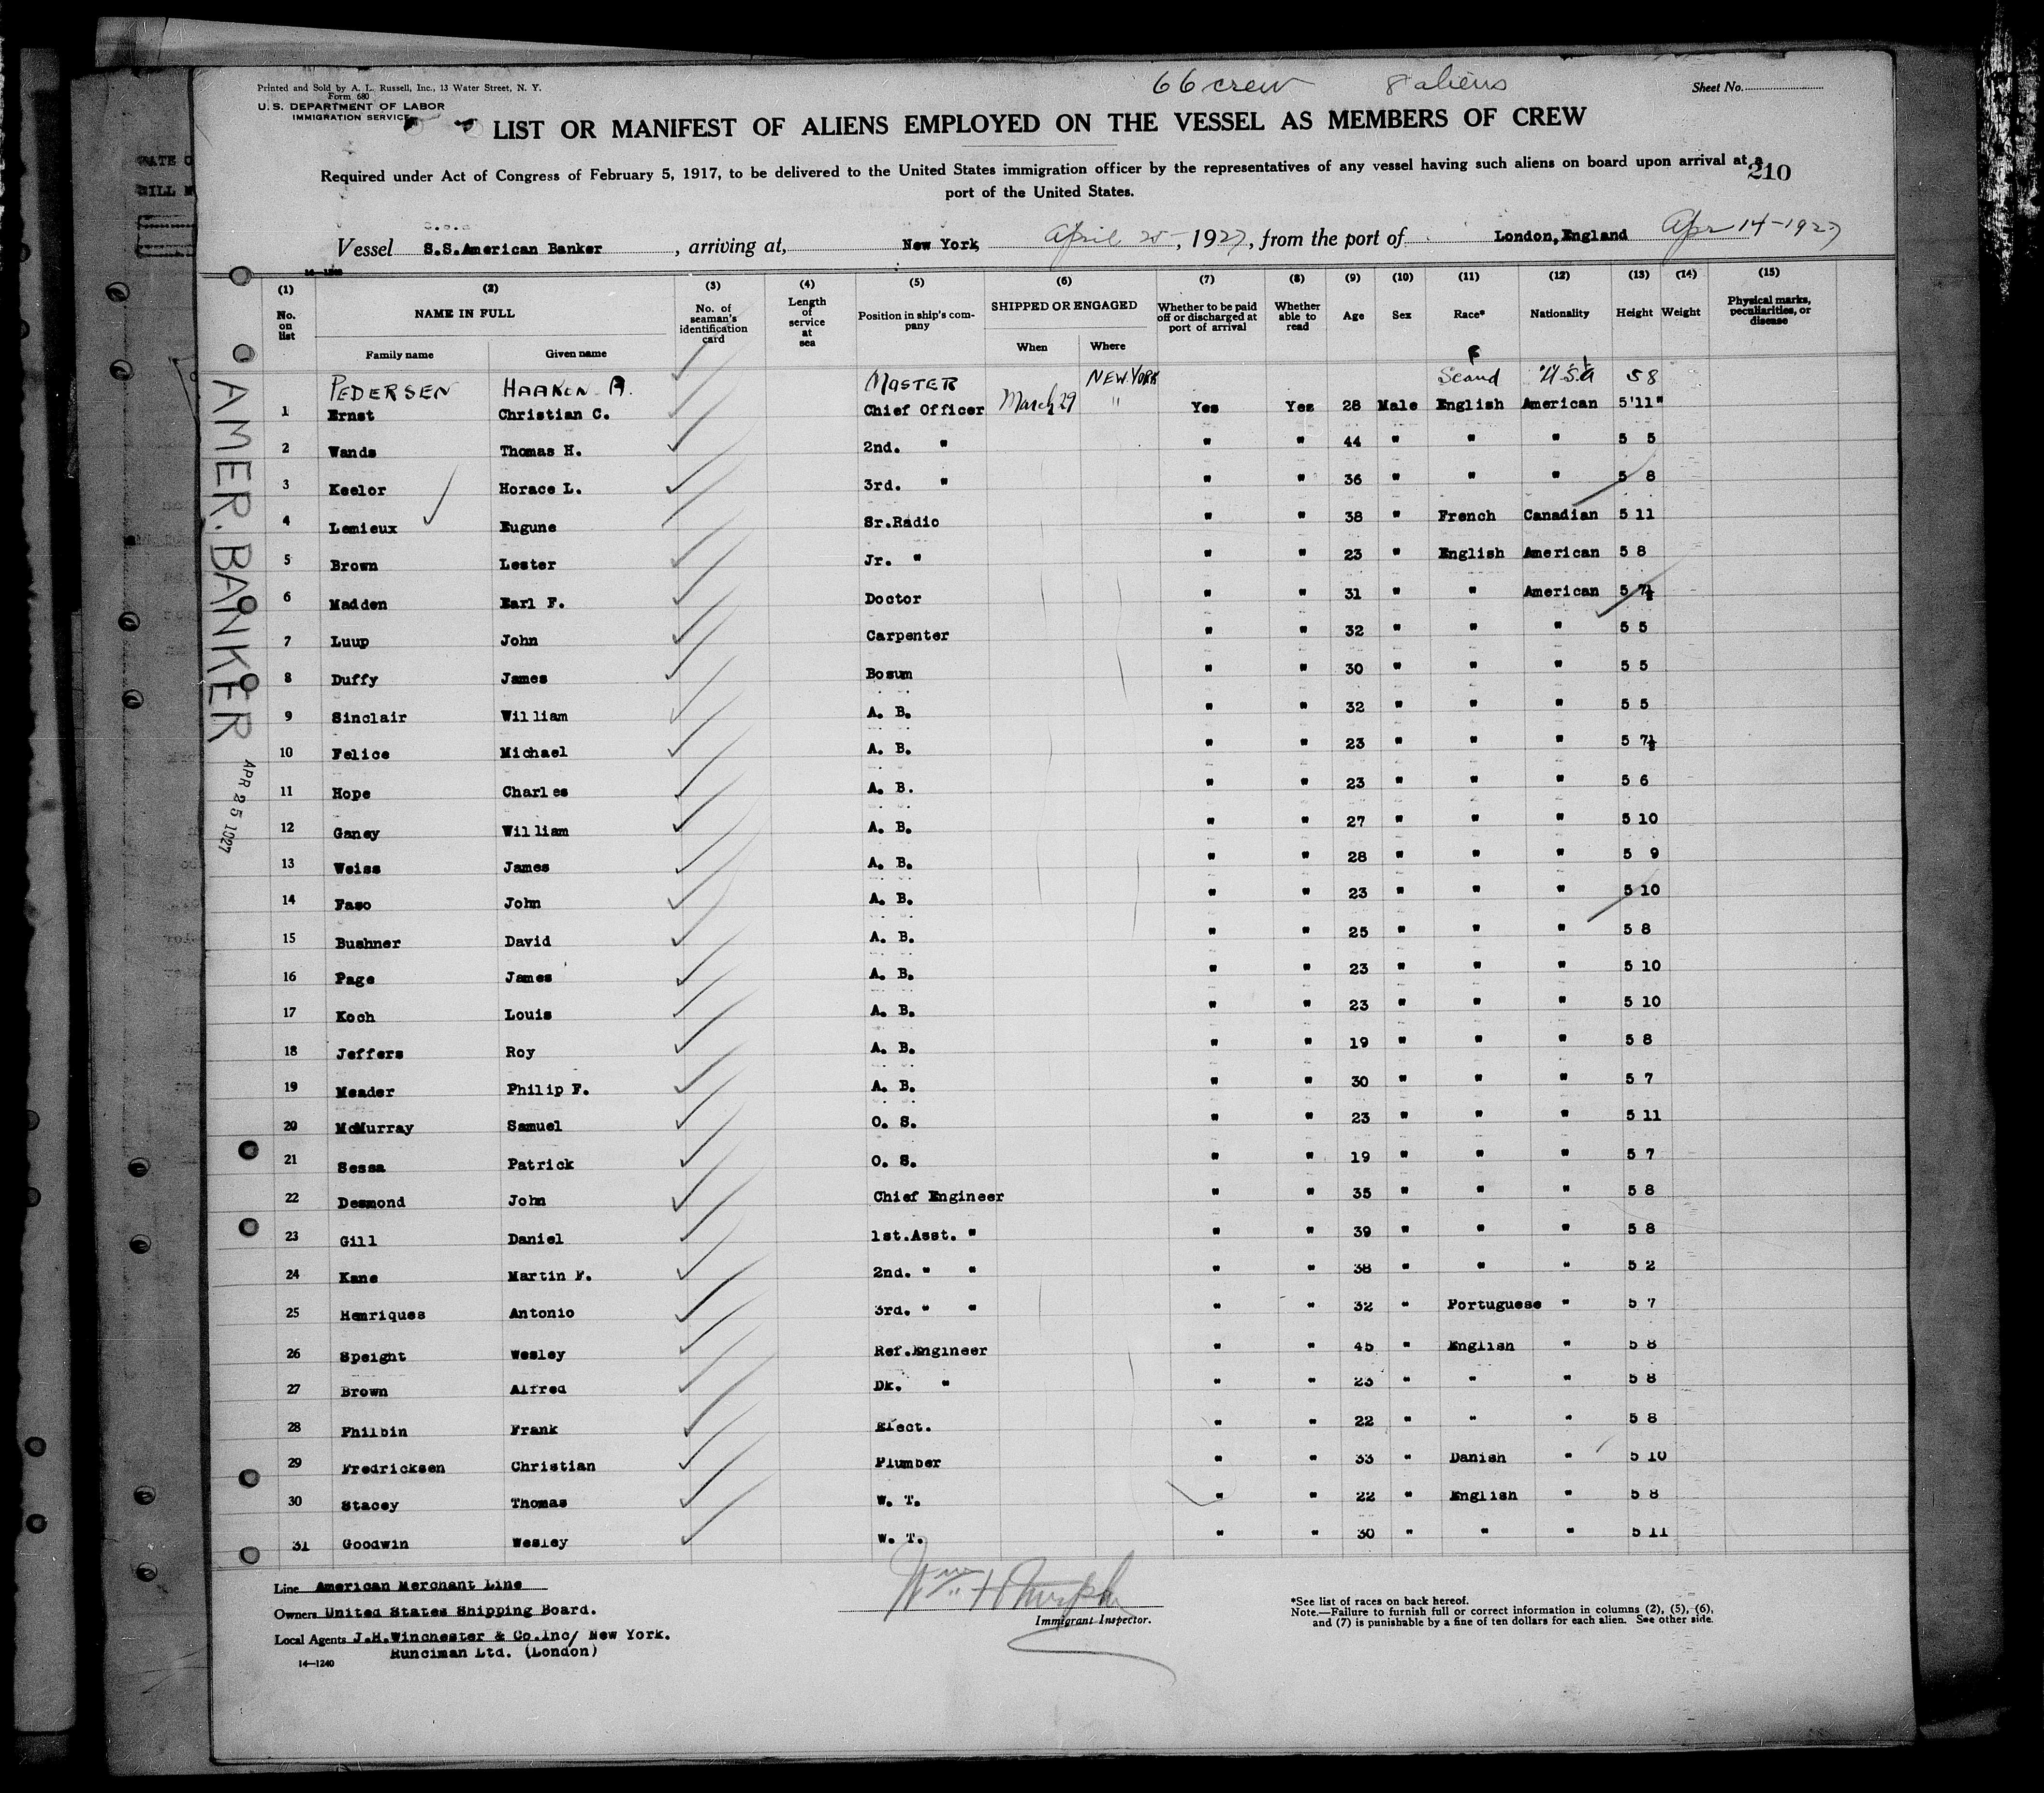 66 crew 8 aliens
Printed and Sold by A. L. Russell, Inc., 13 Water Street, N. Y.
Form 680
U. S. DEPARTMENT OF LABOR
IMMIGRATION SERVICE
Sheet No.
LIST OR MANIFEST OF ALIENS EMPLOYED ON THE VESSEL AS MEMBERS OF CREW
Required under Act of Congress of February 5, 1917, to be delivered to the United States immigration officer by the representatives of any vessel having such aliens on board upon arrival at a
port of the United States.
210
Vessel S.S.American Banker, arriving at, New York April 25, 1927, from the port of London,England Apr 14-1927
(1) (2) (3) (4) (5) (6) (7) (8) (9) (10) (11) (12) (13) (14) (15)
No. on list NAME IN FULL Family name Given name No. of seaman's identification card Length of service at sea Position in ship's company SHIPPED OR ENGAGED When Where Whether to be paid off or discharged at port of arrival Whether able to read Age Sex Race* Nationality Height Weight Physical marks, peculiarities, or disease
PEDERSEN HAAKEN A. MASTER NEW.YORK Scand U.S.A 5 8
1 Ernst Christian C. Chief Officer March 29 " Yes Yes 28 Male English American 5'11"
2 Wands Thomas H. 2nd. " " " 44 " " " 5 5
3 Keelor Horace L. 3rd. " " " 36 " " " 5 8
4 Lemieux Eugune Sr.Radio " " 38 " French Canadian 5 11
5 Brown Lester Jr. " " " 23 " English American 5 8
6 Madden Earl F. Doctor " " 31 " " American 5 7½
7 Luup John Carpenter " " 32 " " " 5 5
8 Duffy James Bosum " " 30 " " " 5 5
9 Sinclair William A. B. " " 32 " " " 5 5
10 Felice Michael A. B. " " 23 " " " 5 7½
11 Hope Charles A. B. " " 23 " " " 5 6
12 Ganey William A. B. " " 27 " " " 5 10
13 Weiss James A. B. " " 28 " " " 5 9
14 Faso John A. B. " " 23 " " " 5 10
15 Bushner David A. B. " " 25 " " " 5 8
16 Page James A. B. " " 23 " " " 5 10
17 Koch Louis A. B. " " 23 " " " 5 10
18 Jeffers Roy A. B. " " 19 " " " 5 8
19 Meader Philip F. A. B. " " 30 " " " 5 7
20 McMurray Samuel O. S. " " 23 " " " 5 11
21 Sessa Patrick O. S. " " 19 " " " 5 7
22 Desmond John Chief Engineer " " 35 " " " 5 8
23 Gill Daniel 1st.Asst. " " " 39 " " " 5 8
24 Kane Martin F. 2nd. " " " " 38 " " " 5 2
25 Henriques Antonio 3rd. " " " " 32 " Portuguese " 5 7
26 Speight Wesley Ref.Engineer " " 45 " English " 5 8
27 Brown Alfred Dk. " " " 23 " " " 5 8
28 Philbin Frank Elect. " " 22 " " " 5 8
29 Fredricksen Christian Plumber " " 33 " Danish " 5 10
30 Stacey Thomas W. T. " " 22 " English " 5 8
31 Goodwin Wesley W. T. " " 30 " " " 5 11
AMER. BANKER
APR 25 1927
Line American Merchant Line
Owners United States Shipping Board.
Local Agents J.H.Winchester & Co.Inc/ New York.
Runciman Ltd. (London)
14—1240
Wm H Murphy
Immigrant Inspector.
*See list of races on back hereof.
Note.—Failure to furnish full or correct information in columns (2), (5), (6),
and (7) is punishable by a fine of ten dollars for each alien. See other side.